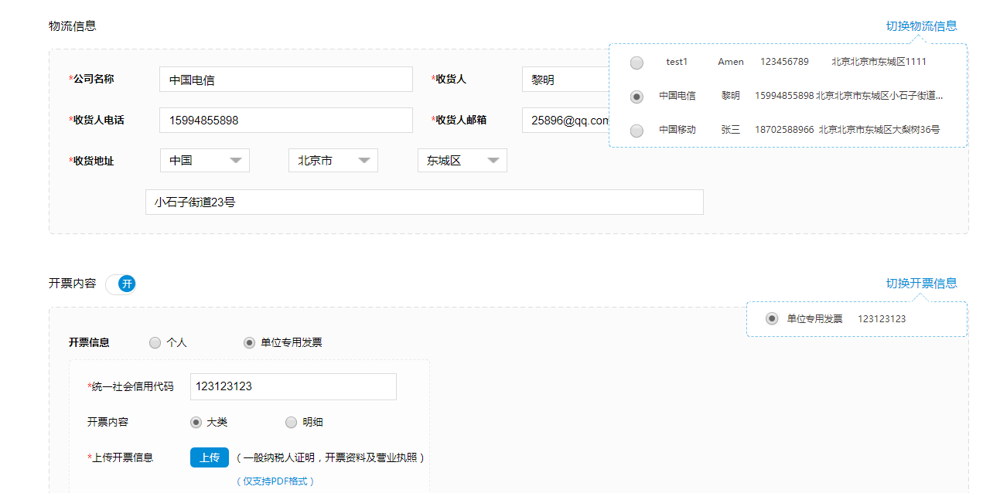 物流信息
切换物流信息
test1 Amen 123456789 北京北京市东城区1111
*公司名称 中国电信 *收货人 黎明
中国电信 黎明 15994855898 北京北京市东城区小石子街道...
*收货人电话 15994855898 *收货人邮箱 25896@qq.com
中国移动 张三 18702588966 北京北京市东城区大梨树36号
*收货地址 中国 北京市 东城区
小石子街道23号
开票内容 开
切换开票信息
单位专用发票 123123123
开票信息 个人 单位专用发票
*统一社会信用代码 123123123
开票内容 大类 明细
*上传开票信息 上传 (一般纳税人证明，开票资料及营业执照)
(仅支持PDF格式)